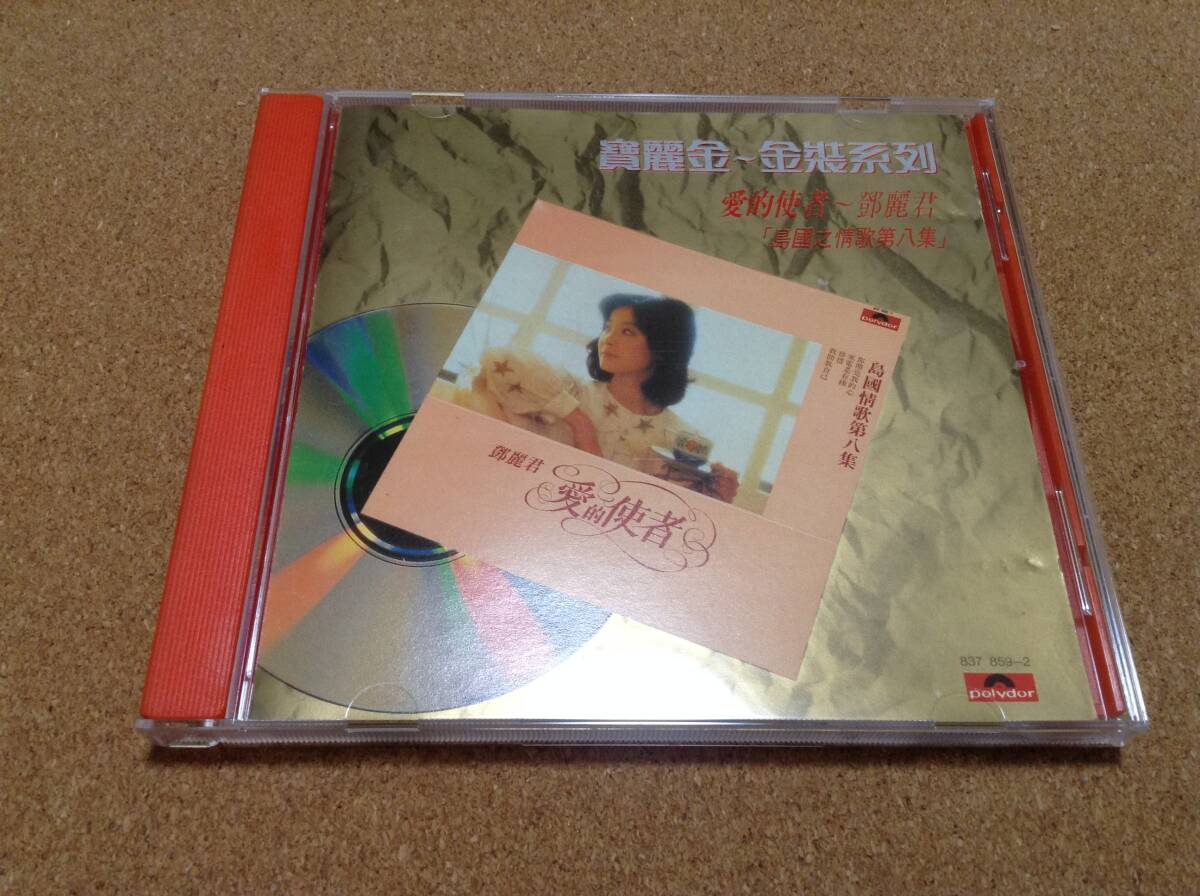 寶麗金～金裝系列
愛的使者～鄧麗君
「島國之情歌第八集」
polydor
島國情歌第八集
鄧麗君
愛的使者
837 859-2
polydor